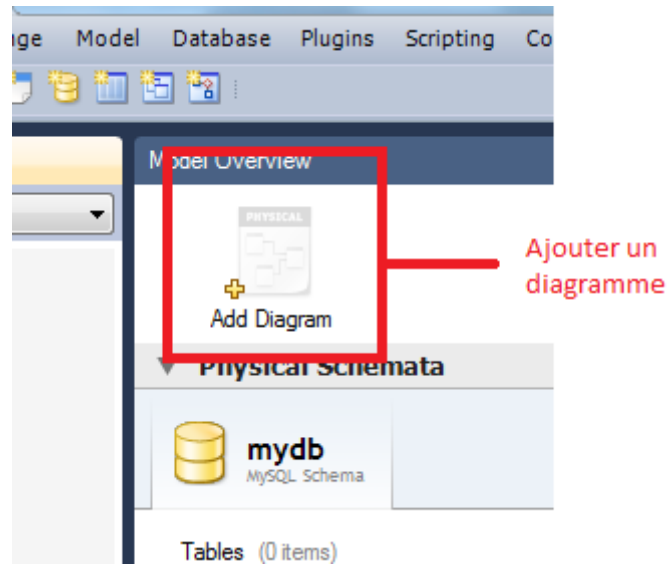 age Model Database Plugins Scripting Co
Model Overview
PHYSICAL
Add Diagram
Ajouter un
diagramme
Physical Schemata
mydb
MySQL Schema
Tables (0 items)